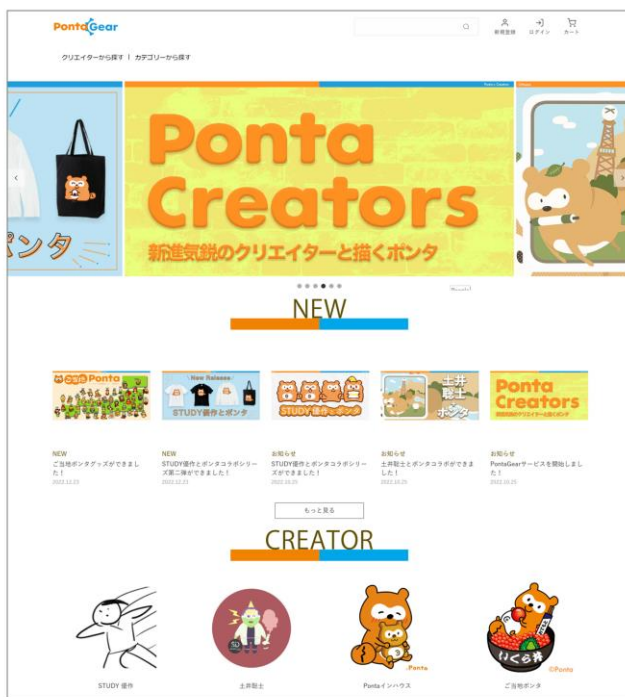 PontaGear
新規登録 ログイン カート
クリエイターから探す | カテゴリーから探す
ンタ
Ponta
Creators
新進気鋭のクリエイターと描くポンタ
NEW
ご当地 Ponta
New Release
STUDY優作とポンタ
STUDY優作とポンタ
土井
聡士
と
ポンタ
Ponta
Creators
新進気鋭のクリエイターと描くポンタ
NEW
ご当地ポンタグッズができまし
た！
2022.12.25
NEW
STUDY優作とポンタコラボシリー
ズ第二弾ができました！
2022.12.21
お知らせ
STUDY優作とポンタコラボシリー
ズができました！
2022.10.25
お知らせ
土井聡士とポンタコラボができま
した！
2022.10.25
お知らせ
PontaGearサービスを開始しまし
た！
2022.10.25
もっと見る
CREATOR
©Ponta
いくら丼
©Ponta
STUDY 優作
土井聡士
Pontaインハウス
ご当地ポンタ